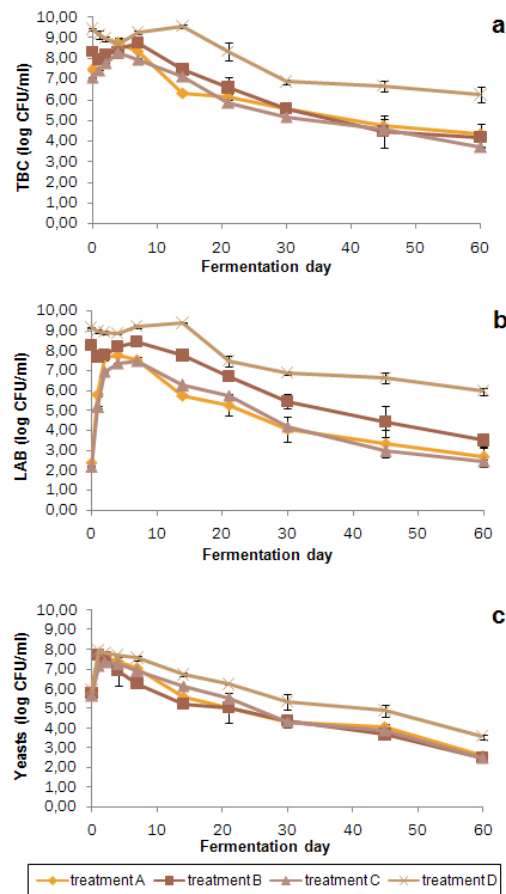 a
10,00
9,00
8,00
7,00
6,00
5,00
4,00
3,00
2,00
1,00
0,00
TBC (log CFU/ml)
0 10 20 30 40 50 60
Fermentation day
b
10,00
9,00
8,00
7,00
6,00
5,00
4,00
3,00
2,00
1,00
0,00
LAB (log CFU/ml)
0 10 20 30 40 50 60
Fermentation day
c
10,00
9,00
8,00
7,00
6,00
5,00
4,00
3,00
2,00
1,00
0,00
Yeasts (log CFU/ml)
0 10 20 30 40 50 60
Fermentation day
treatment A treatment B treatment C treatment D